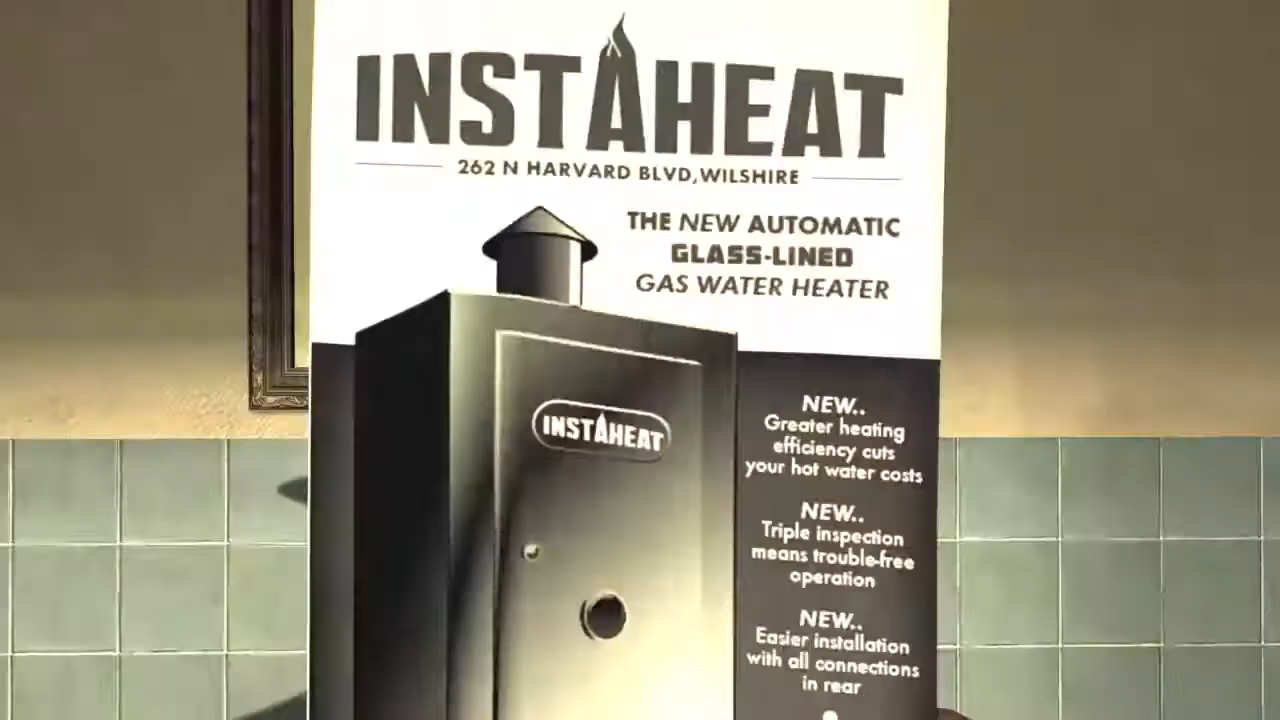 INSTAHEAT
262 N HARVARD BLVD, WILSHIRE
THE NEW AUTOMATIC
GLASS-LINED
GAS WATER HEATER
INSTAHEAT
NEW..
Greater heating
efficiency cuts
your hot water costs
NEW..
Triple inspection
means trouble-free
operation
NEW..
Easier installation
with all connections
in rear